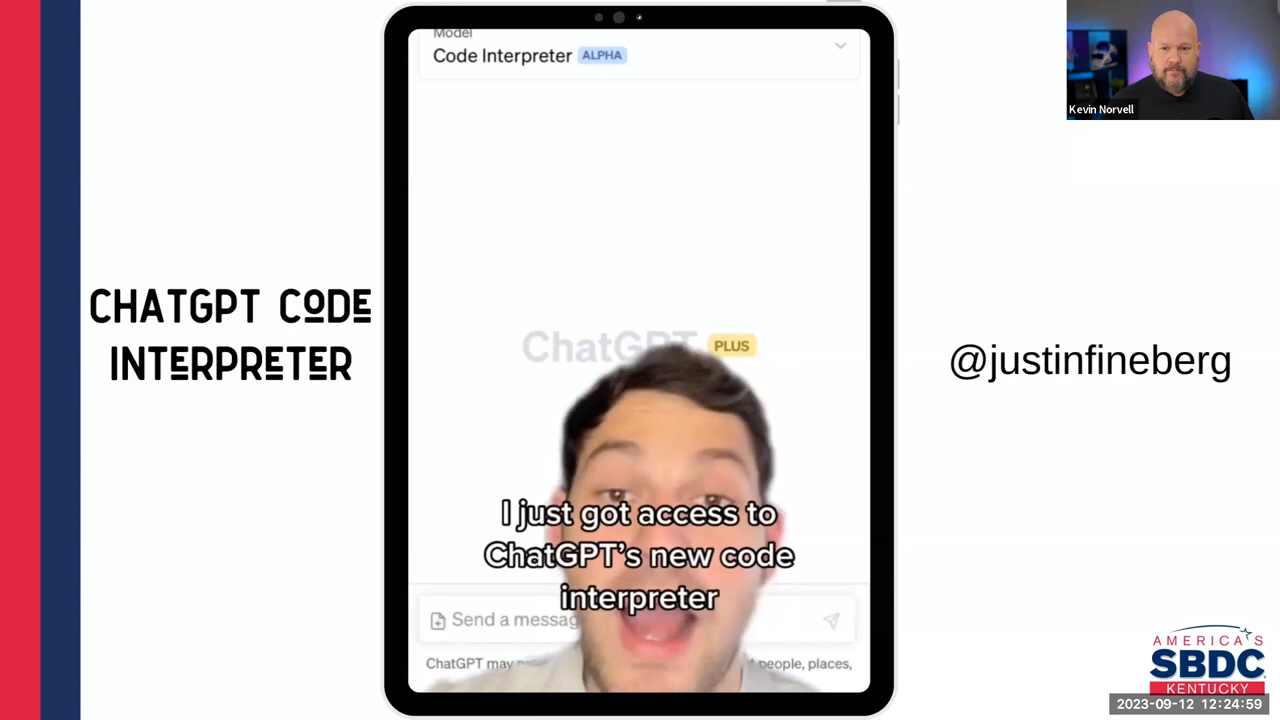 Model
Code Interpreter ALPHA
Kevin Norvell
CHATGPT CODE
INTERPRETER
ChatGPT PLUS
@justinfineberg
I just got access to
ChatGPT's new code
interpreter
Send a messag
ChatGPT may people, places,
AMERICA'S
SBDC
KENTUCKY
2023-09-12 12:24:59